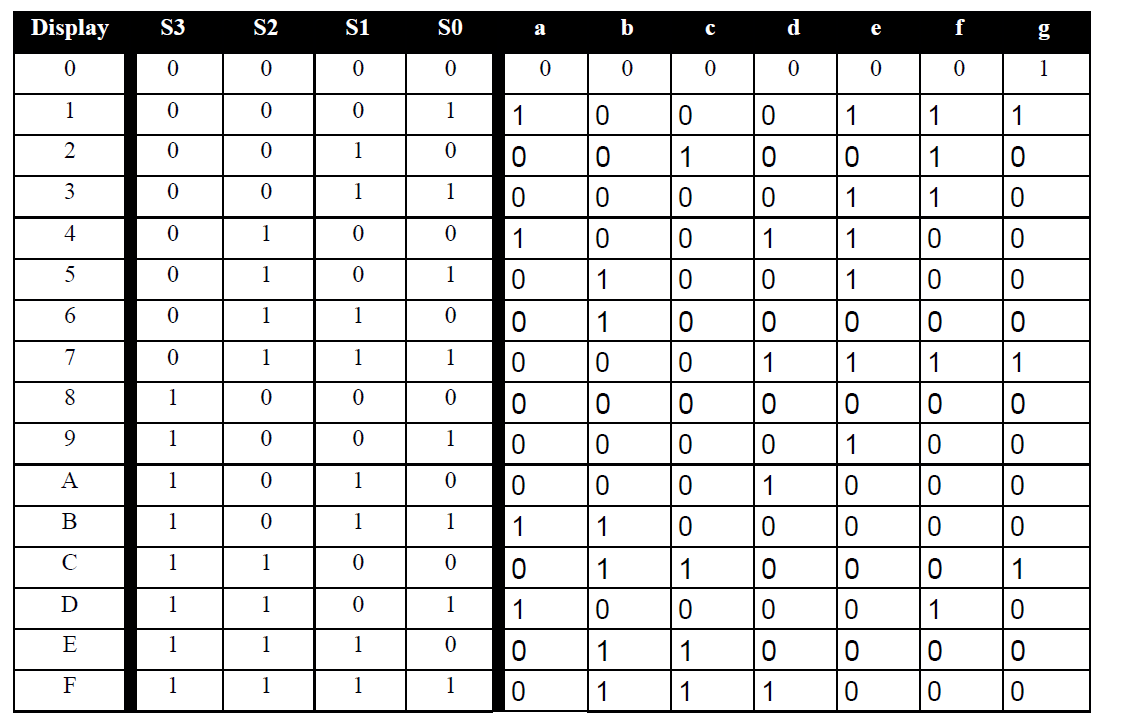 Display S3 S2 S1 S0 a b c d e f g
0 0 0 0 0 0 0 0 0 0 0 1
1 0 0 0 1 1 0 0 0 1 1 1
2 0 0 1 0 0 0 1 0 0 1 0
3 0 0 1 1 0 0 0 0 1 1 0
4 0 1 0 0 1 0 0 1 1 0 0
5 0 1 0 1 0 1 0 0 1 0 0
6 0 1 1 0 0 1 0 0 0 0 0
7 0 1 1 1 0 0 0 1 1 1 1
8 1 0 0 0 0 0 0 0 0 0 0
9 1 0 0 1 0 0 0 0 1 0 0
A 1 0 1 0 0 0 0 1 0 0 0
B 1 0 1 1 1 1 0 0 0 0 0
C 1 1 0 0 0 1 1 0 0 0 1
D 1 1 0 1 1 0 0 0 0 1 0
E 1 1 1 0 0 1 1 0 0 0 0
F 1 1 1 1 0 1 1 1 0 0 0